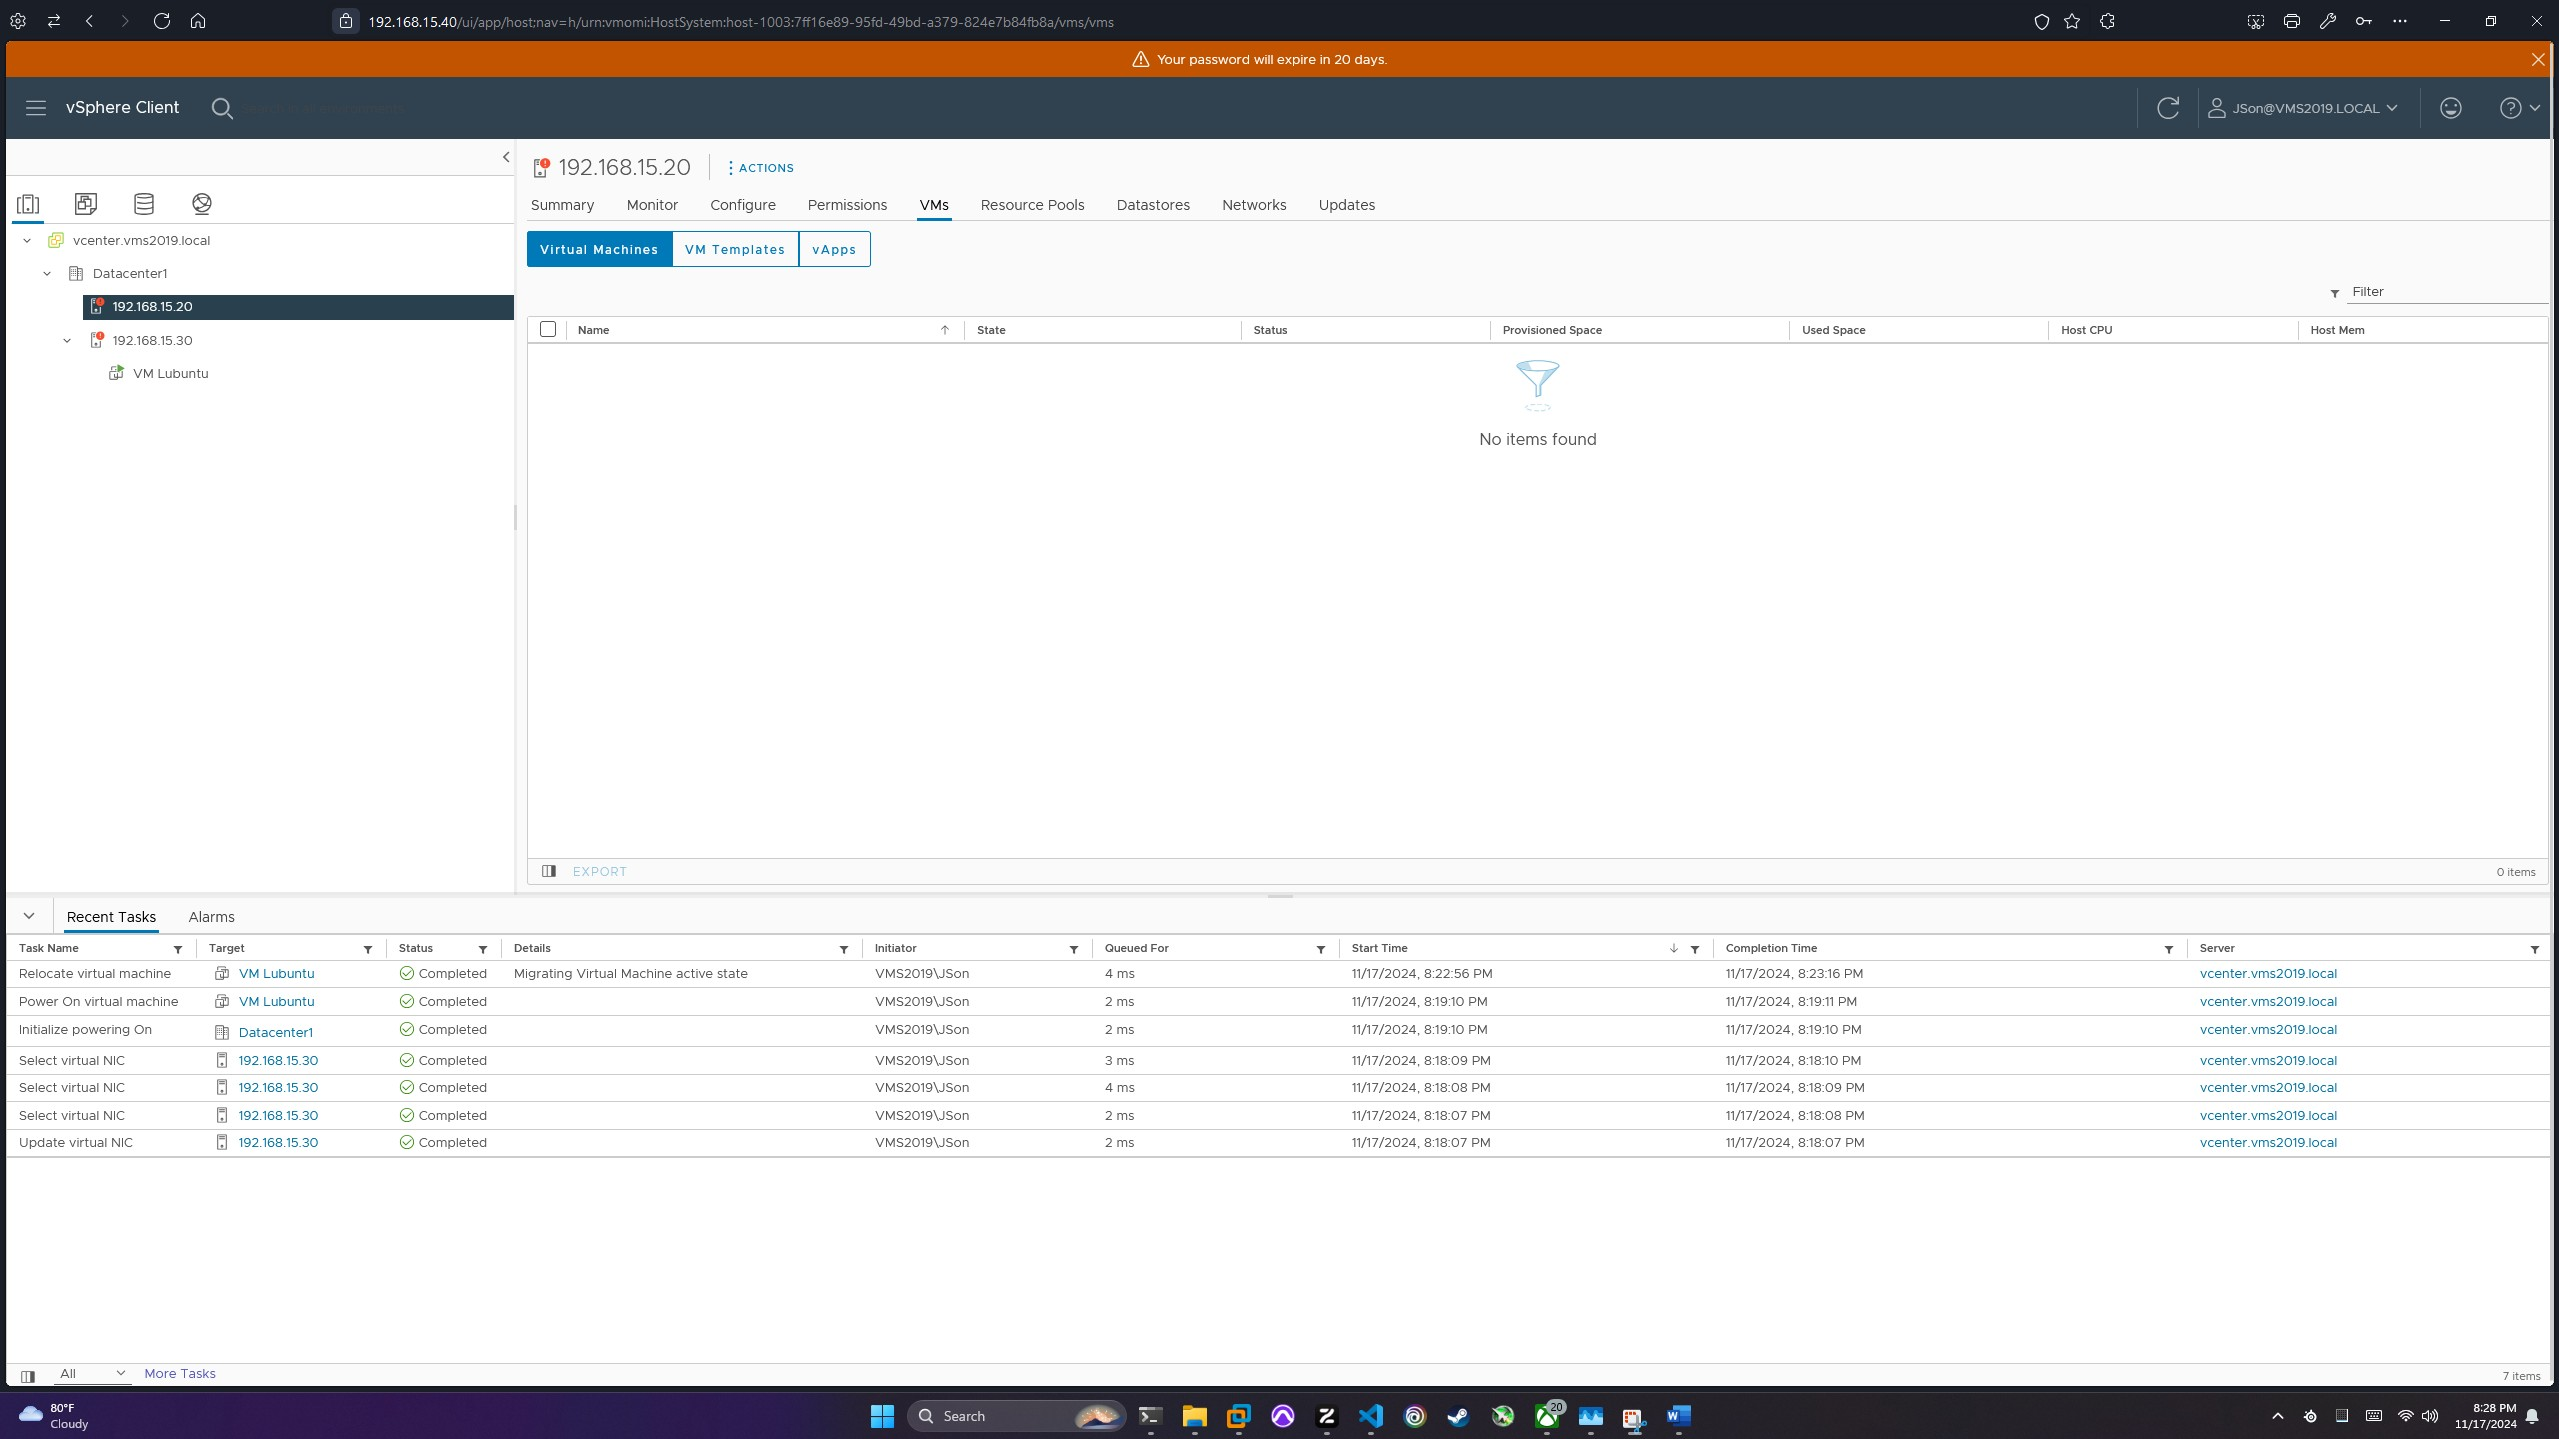 192.168.15.40/ui/app/host;nav=h/urn:vmomi:HostSystem:host-1003:7ff16e89-95fd-49bd-a379-824e7b84fb8a/vms/vms
Your password will expire in 20 days.
vSphere Client
JSon@VMS2019.LOCAL
192.168.15.20
ACTIONS
Summary Monitor Configure Permissions VMs Resource Pools Datastores Networks Updates
vcenter.vms2019.local
Datacenter1
192.168.15.20
192.168.15.30
VM Lubuntu
Virtual Machines VM Templates vApps
Filter
Name State Status Provisioned Space Used Space Host CPU Host Mem
No items found
EXPORT 0 items
Recent Tasks Alarms
Task Name Target Status Details Initiator Queued For Start Time Completion Time Server
Relocate virtual machine VM Lubuntu Completed Migrating Virtual Machine active state VMS2019\JSon 4 ms 11/17/2024, 8:22:56 PM 11/17/2024, 8:23:16 PM vcenter.vms2019.local
Power On virtual machine VM Lubuntu Completed VMS2019\JSon 2 ms 11/17/2024, 8:19:10 PM 11/17/2024, 8:19:11 PM vcenter.vms2019.local
Initialize powering On Datacenter1 Completed VMS2019\JSon 2 ms 11/17/2024, 8:19:10 PM 11/17/2024, 8:19:10 PM vcenter.vms2019.local
Select virtual NIC 192.168.15.30 Completed VMS2019\JSon 3 ms 11/17/2024, 8:18:09 PM 11/17/2024, 8:18:10 PM vcenter.vms2019.local
Select virtual NIC 192.168.15.30 Completed VMS2019\JSon 4 ms 11/17/2024, 8:18:08 PM 11/17/2024, 8:18:09 PM vcenter.vms2019.local
Select virtual NIC 192.168.15.30 Completed VMS2019\JSon 2 ms 11/17/2024, 8:18:07 PM 11/17/2024, 8:18:08 PM vcenter.vms2019.local
Update virtual NIC 192.168.15.30 Completed VMS2019\JSon 2 ms 11/17/2024, 8:18:07 PM 11/17/2024, 8:18:07 PM vcenter.vms2019.local
All More Tasks 7 items
80°F
Cloudy
Search
20
8:28 PM
11/17/2024